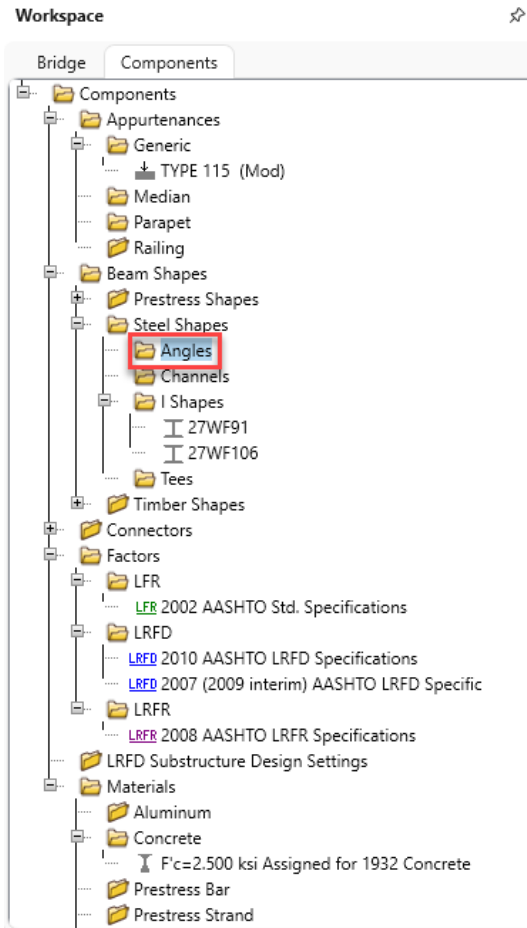 Workspace
Bridge Components
Components
Appurtenances
Generic
TYPE 115 (Mod)
Median
Parapet
Railing
Beam Shapes
Prestress Shapes
Steel Shapes
Angles
Channels
I Shapes
27WF91
27WF106
Tees
Timber Shapes
Connectors
Factors
LFR
LFR 2002 AASHTO Std. Specifications
LRFD
LRFD 2010 AASHTO LRFD Specifications
LRFD 2007 (2009 interim) AASHTO LRFD Specific
LRFR
LRFR 2008 AASHTO LRFR Specifications
LRFD Substructure Design Settings
Materials
Aluminum
Concrete
F'c=2.500 ksi Assigned for 1932 Concrete
Prestress Bar
Prestress Strand